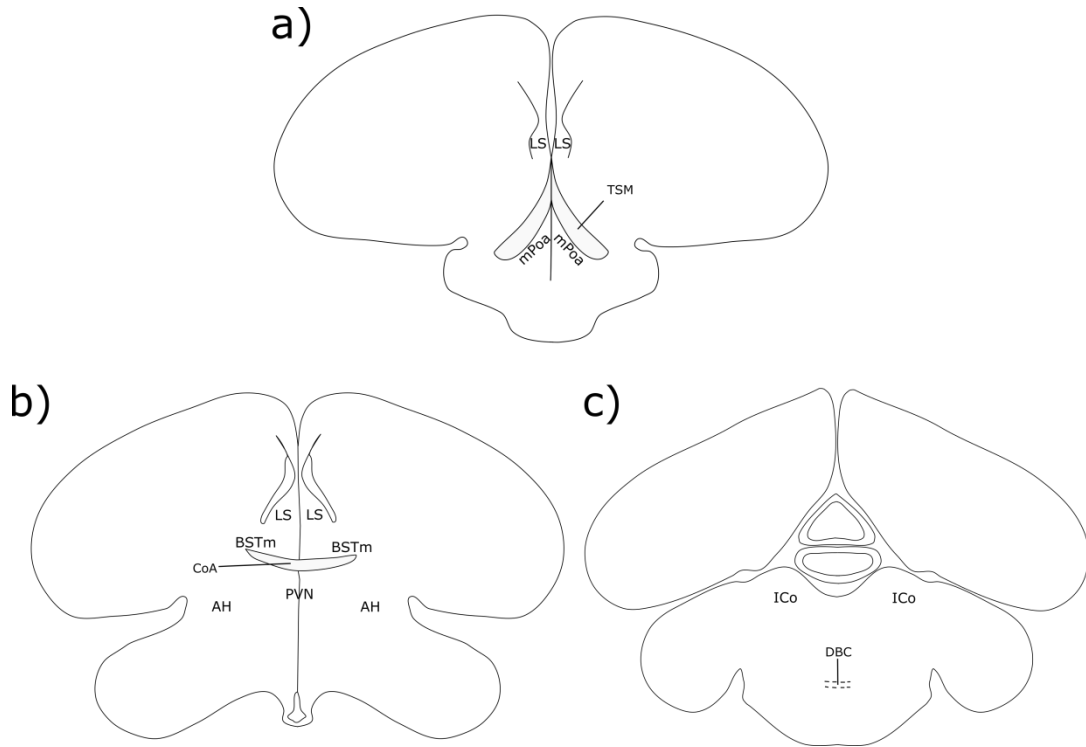 a)
LS LS
TSM
mPoa mPoa
b)
LS LS
BSTm BSTm
CoA
PVN
AH AH
c)
ICo ICo
DBC